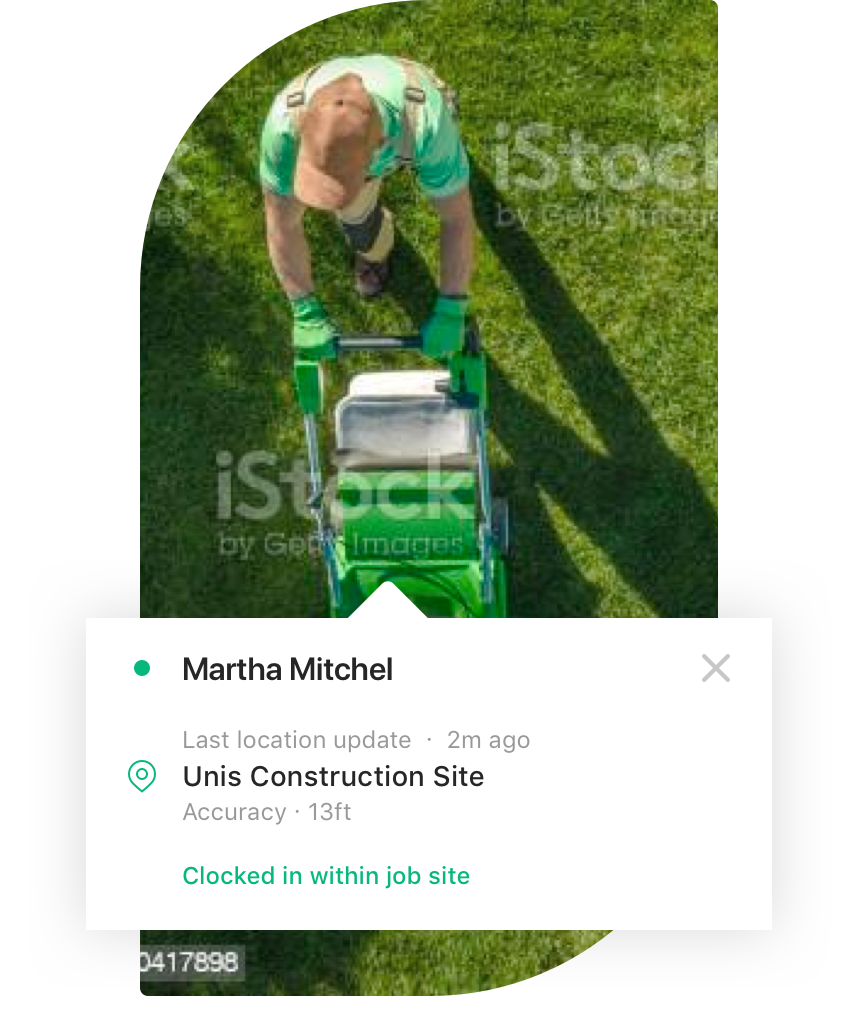 iStock
by Getty Images
iStock
by Getty Images
Martha Mitchel
Last location update · 2m ago
Unis Construction Site
Accuracy · 13ft
Clocked in within job site
0417898